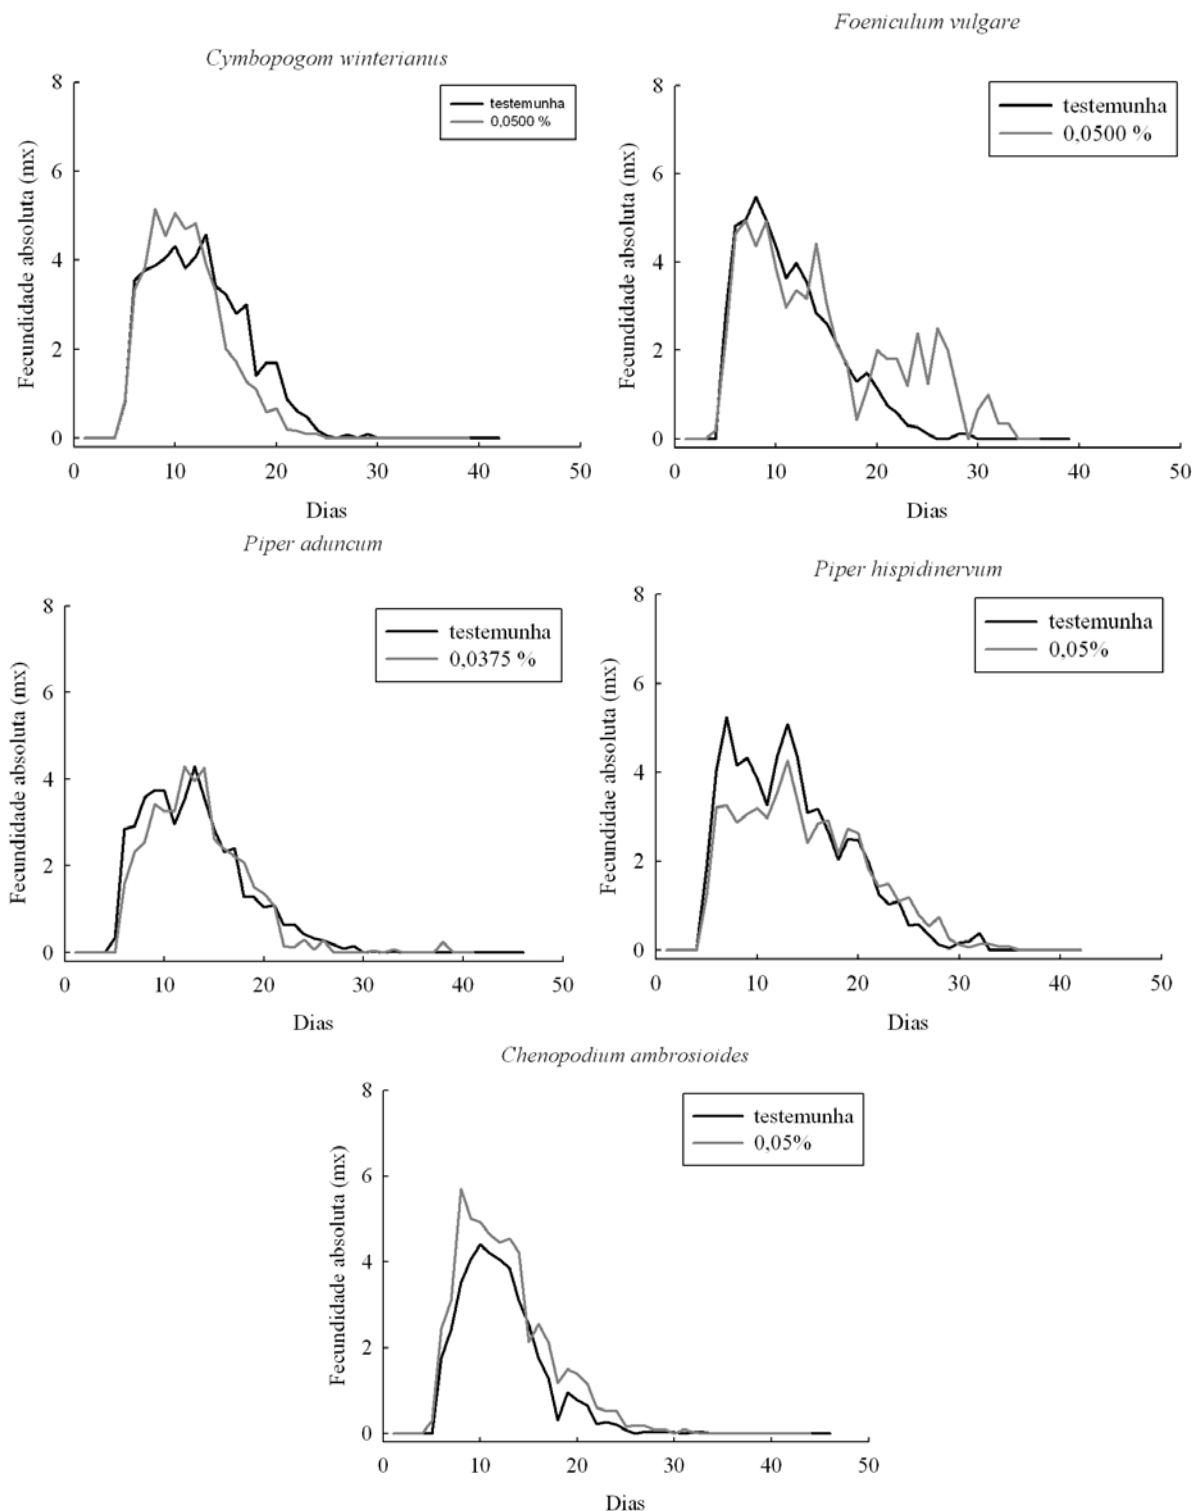 Cymbopogom winterianus
testemunha
0,0500 %
Fecundidade absoluta (mx)
8
6
4
2
0
0 10 20 30 40 50
Dias
Foeniculum vulgare
testemunha
0,0500 %
Fecundidade absoluta (mx)
8
6
4
2
0
0 10 20 30 40 50
Dias
Piper aduncum
testemunha
0,0375 %
Fecundidade absoluta (mx)
8
6
4
2
0
0 10 20 30 40 50
Dias
Piper hispidinervum
testemunha
0,05%
Fecundidae absoluta (mx)
8
6
4
2
0
0 10 20 30 40 50
Dias
Chenopodium ambrosioides
testemunha
0,05%
Fecundidade absoluta (mx)
8
6
4
2
0
0 10 20 30 40 50
Dias